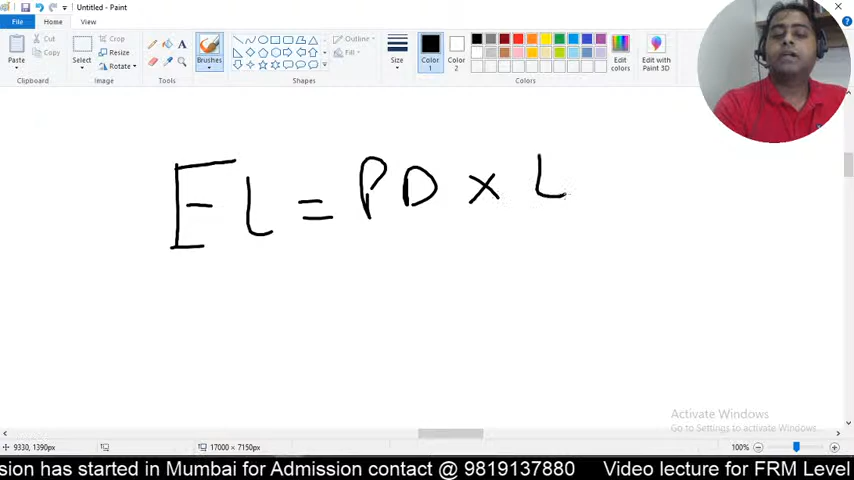 Untitled - Paint
File Home View
Cut
Copy
Paste
Crop
Resize
Rotate
Select
Brushes
Outline
Fill
Size
Color 1
Color 2
Edit colors
Edit with Paint 3D
Clipboard Image Tools Shapes Colors
EL = PD × L
Activate Windows
Go to Settings to activate Windows.
9330, 1390px 17000 × 7150px 100%
sion has started in Mumbai for Admission contact @ 9819137880 Video lecture for FRM Level